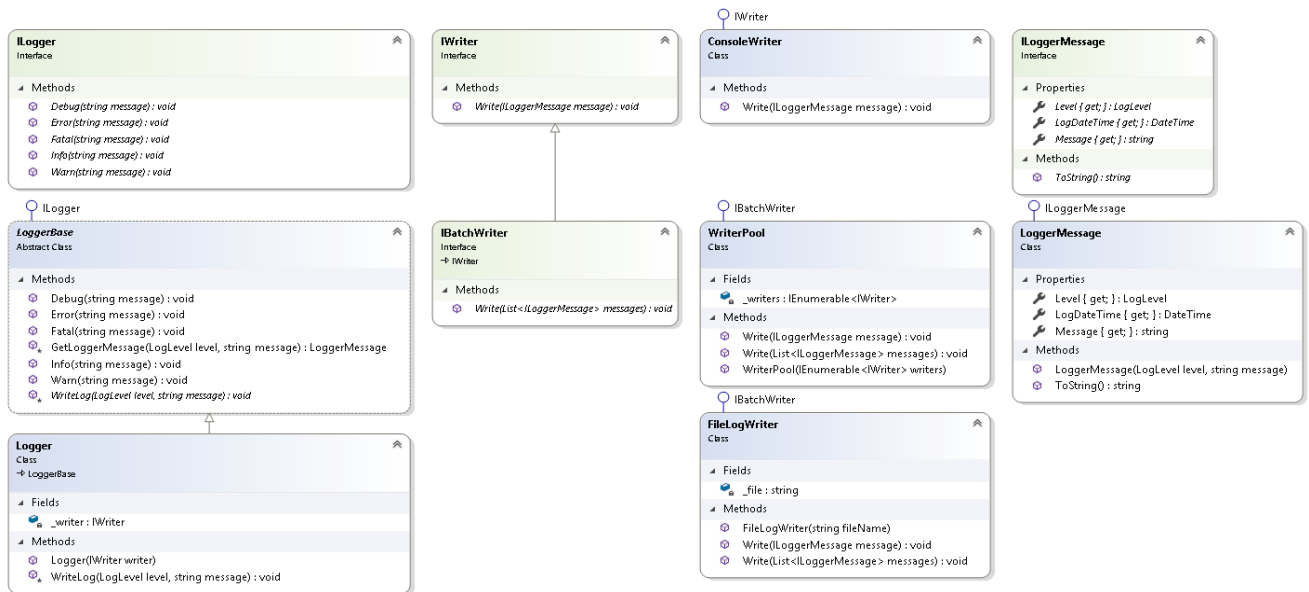 ILogger
Interface
Methods
Debug(string message) : void
Error(string message) : void
Fatal(string message) : void
Info(string message) : void
Warn(string message) : void
ILogger
LoggerBase
Abstract Class
Methods
Debug(string message) : void
Error(string message) : void
Fatal(string message) : void
GetLoggerMessage(LogLevel level, string message) : LoggerMessage
Info(string message) : void
Warn(string message) : void
WriteLog(LogLevel level, string message) : void
Logger
Class
LoggerBase
Fields
_writer : IWriter
Methods
Logger(IWriter writer)
WriteLog(LogLevel level, string message) : void
IWriter
Interface
Methods
Write(ILoggerMessage message) : void
IBatchWriter
Interface
IWriter
Methods
Write(List<ILoggerMessage> messages) : void
IWriter
ConsoleWriter
Class
Methods
Write(ILoggerMessage message) : void
IBatchWriter
WriterPool
Class
Fields
_writers : IEnumerable<IWriter>
Methods
Write(ILoggerMessage message) : void
Write(List<ILoggerMessage> messages) : void
WriterPool(IEnumerable<IWriter> writers)
IBatchWriter
FileLogWriter
Class
Fields
_file : string
Methods
FileLogWriter(string fileName)
Write(ILoggerMessage message) : void
Write(List<ILoggerMessage> messages) : void
ILoggerMessage
Interface
Properties
Level { get; } : LogLevel
LogDateTime { get; } : DateTime
Message { get; } : string
Methods
ToString() : string
ILoggerMessage
LoggerMessage
Class
Properties
Level { get; } : LogLevel
LogDateTime { get; } : DateTime
Message { get; } : string
Methods
LoggerMessage(LogLevel level, string message)
ToString() : string